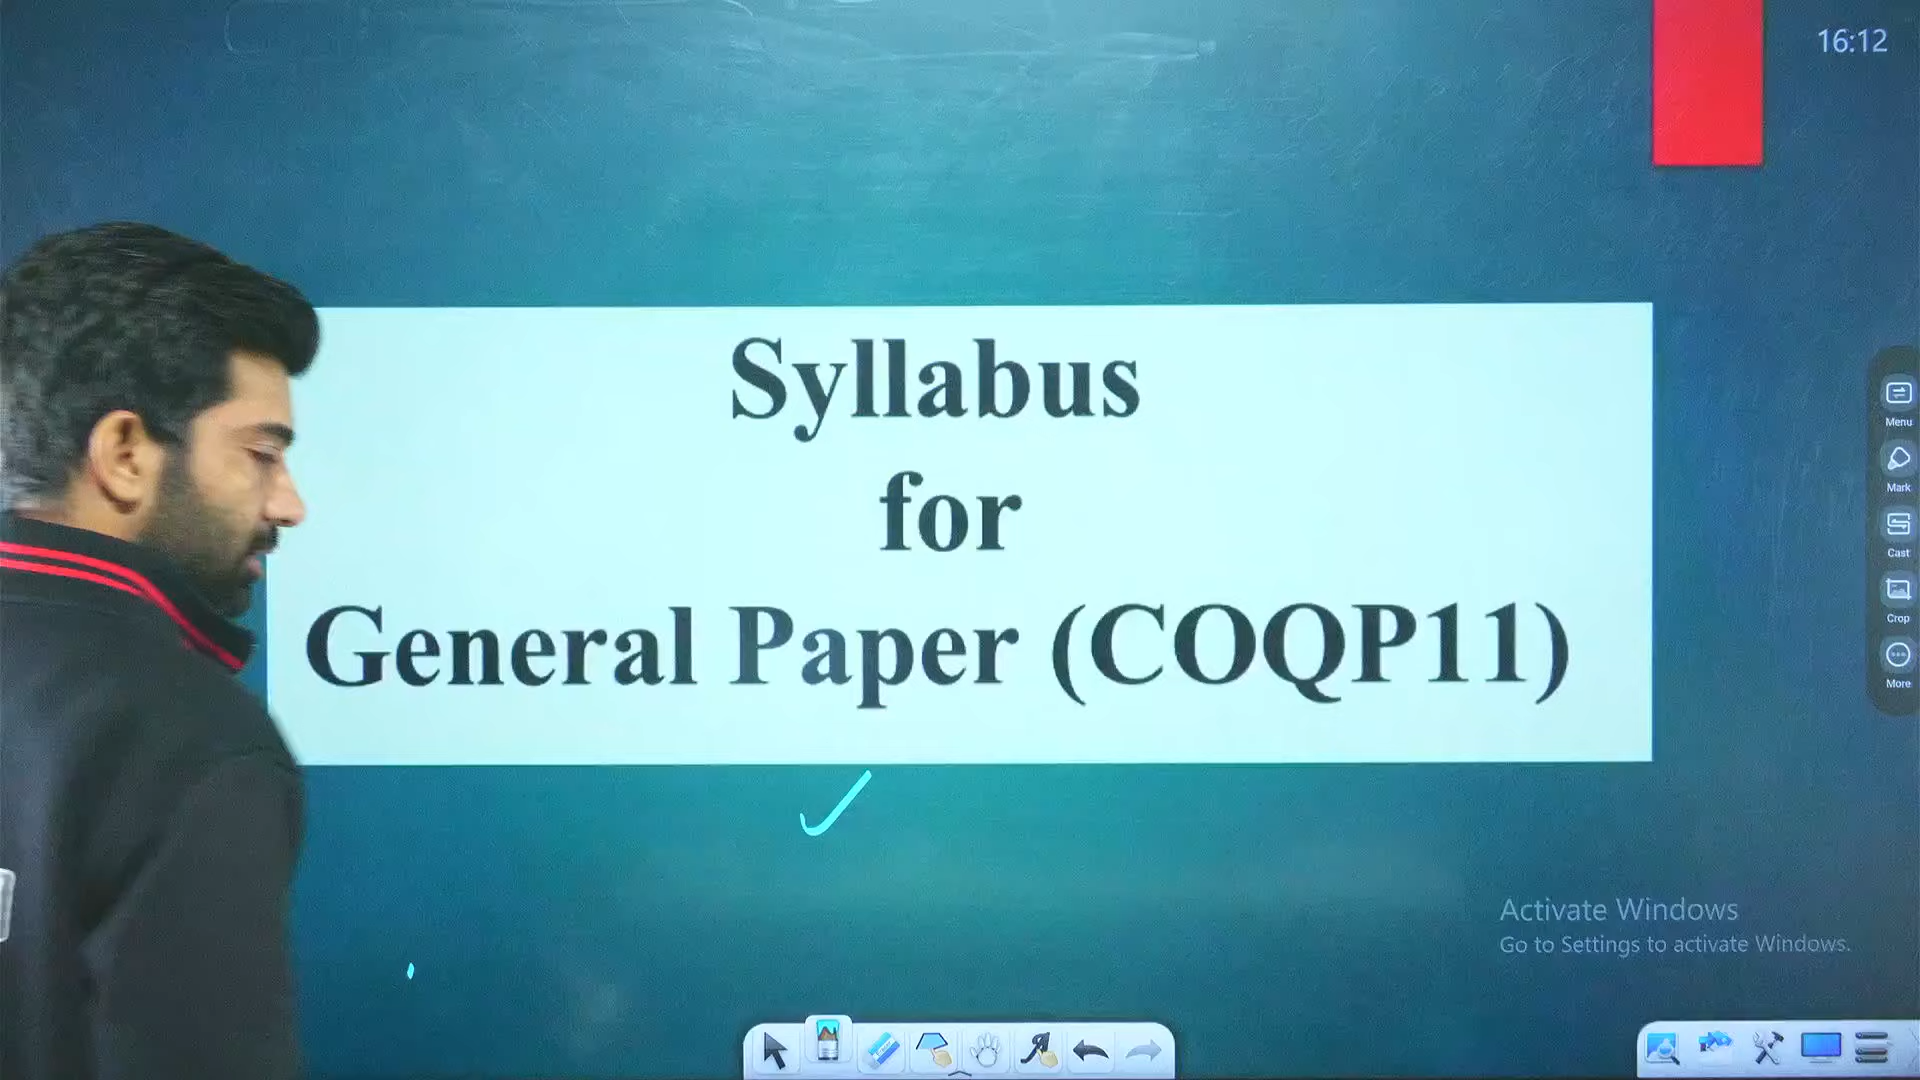 16:12
Syllabus
for
General Paper (COQP11)
Menu
Mark
Cast
Crop
More
Activate Windows
Go to Settings to activate Windows.